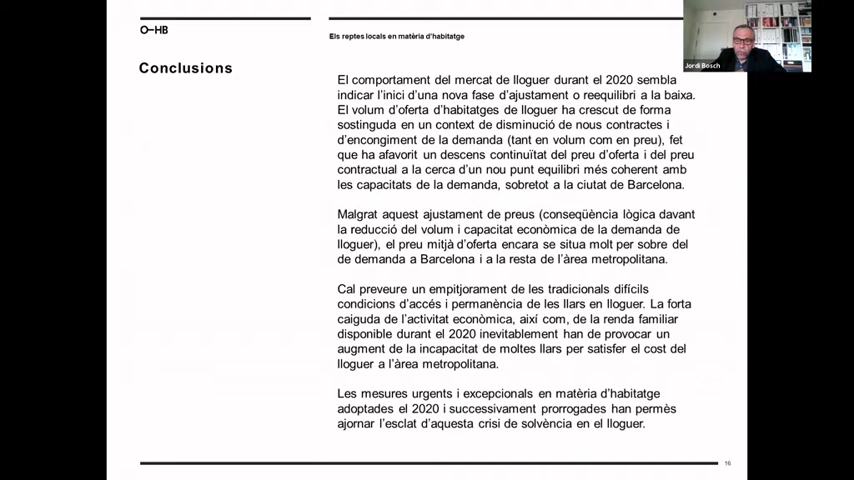 O-HB
Els reptes locals en matèria d'habitatge
Jordi Bosch
Conclusions
El comportament del mercat de lloguer durant el 2020 sembla
indicar l'inici d'una nova fase d'ajustament o reequilibri a la baixa.
El volum d'oferta d'habitatges de lloguer ha crescut de forma
sostinguda en un context de disminució de nous contractes i
d'encongiment de la demanda (tant en volum com en preu), fet
que ha afavorit un descens continuïtat del preu d'oferta i del preu
contractual a la cerca d'un nou punt equilibri més coherent amb
les capacitats de la demanda, sobretot a la ciutat de Barcelona.
Malgrat aquest ajustament de preus (conseqüència lògica davant
la reducció del volum i capacitat econòmica de la demanda de
lloguer), el preu mitjà d'oferta encara se situa molt per sobre del
de demanda a Barcelona i a la resta de l'àrea metropolitana.
Cal preveure un empitjorament de les tradicionals difícils
condicions d'accés i permanència de les llars en lloguer. La forta
caiguda de l'activitat econòmica, així com, de la renda familiar
disponible durant el 2020 inevitablement han de provocar un
augment de la incapacitat de moltes llars per satisfer el cost del
lloguer a l'àrea metropolitana.
Les mesures urgents i excepcionals en matèria d'habitatge
adoptades el 2020 i successivament prorrogades han permès
ajornar l'esclat d'aquesta crisi de solvència en el lloguer.
16